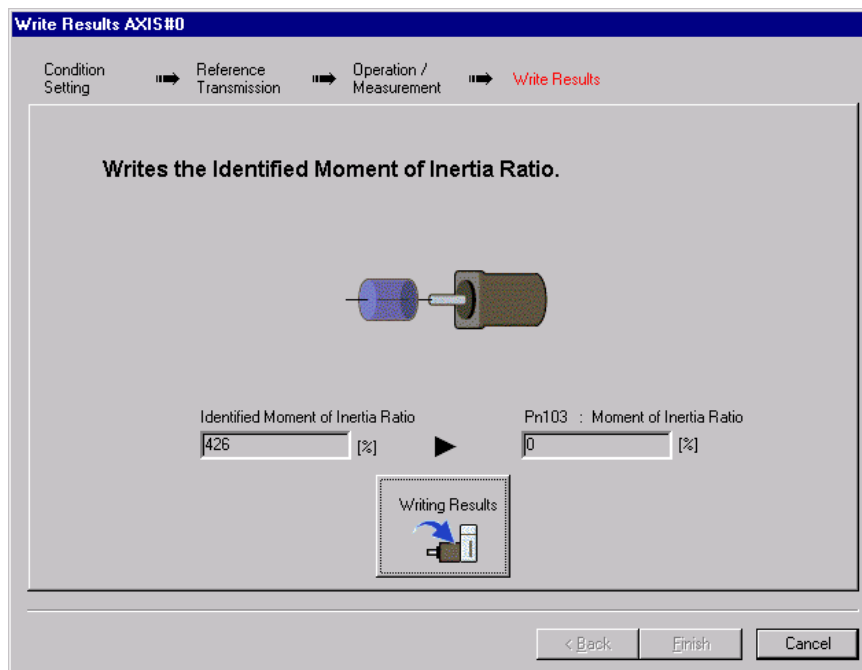 Write Results AXIS#0
Condition
Setting
Reference
Transmission
Operation /
Measurement
Write Results
Writes the Identified Moment of Inertia Ratio.
Identified Moment of Inertia Ratio
426
[%]
Pn103 : Moment of Inertia Ratio
0
[%]
Writing Results
< Back
Finish
Cancel